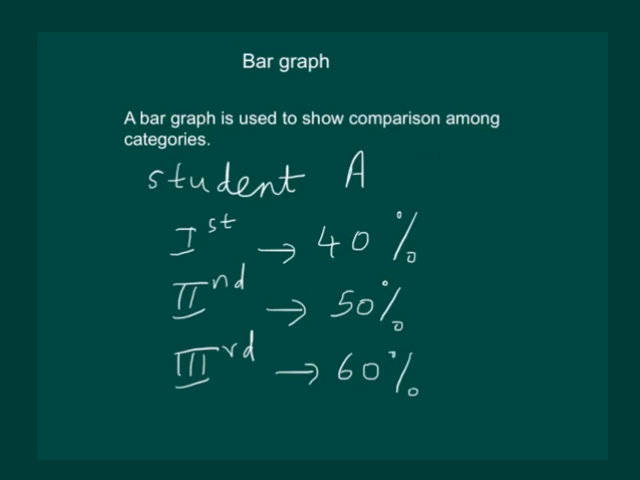 Bar graph
A bar graph is used to show comparison among
categories.
student A
Ist → 40%
IInd → 50%
IIIrd → 60%